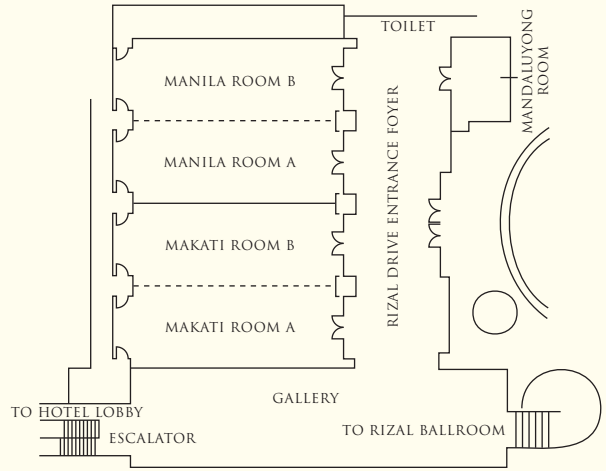 TOILET
MANDALUYONG
ROOM
MANILA ROOM B
RIZAL DRIVE ENTRANCE FOYER
MANILA ROOM A
MAKATI ROOM B
MAKATI ROOM A
GALLERY
TO HOTEL LOBBY
TO RIZAL BALLROOM
ESCALATOR